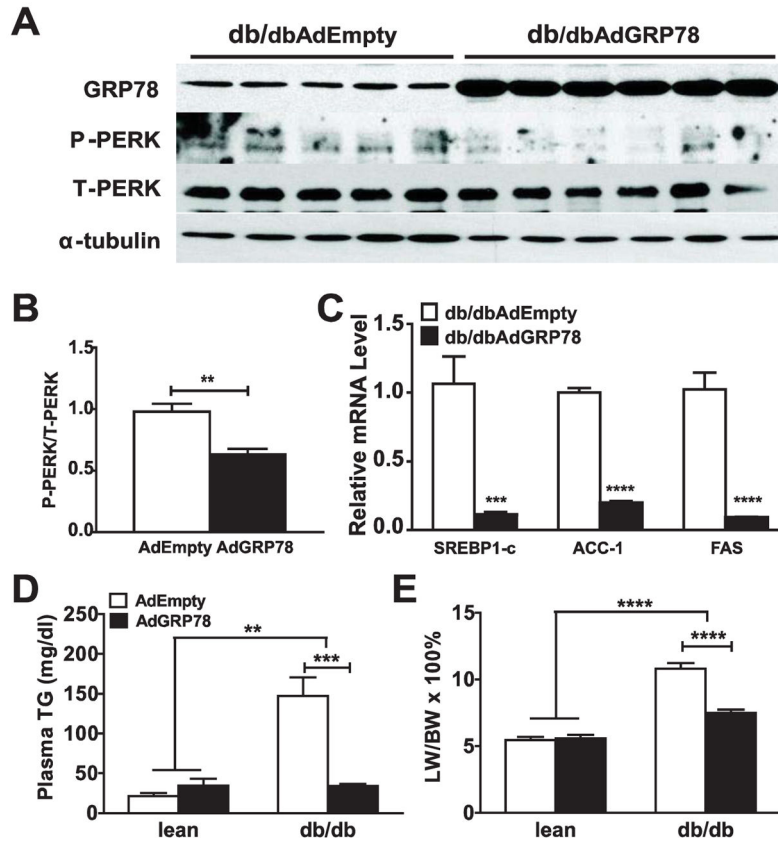 A
db/dbAdEmpty
db/dbAdGRP78
GRP78
P-PERK
T-PERK
α-tubulin
B
P-PERK/T-PERK
1.5
1.0
0.5
0.0
**
AdEmpty AdGRP78
C
db/dbAdEmpty
db/dbAdGRP78
Relative mRNA Level
1.5
1.0
0.5
0.0
***
****
****
SREBP1-c
ACC-1
FAS
D
AdEmpty
AdGRP78
Plasma TG (mg/dl)
250
200
150
100
50
0
**
***
lean
db/db
E
LW/BW x 100%
15
10
5
0
****
****
lean
db/db